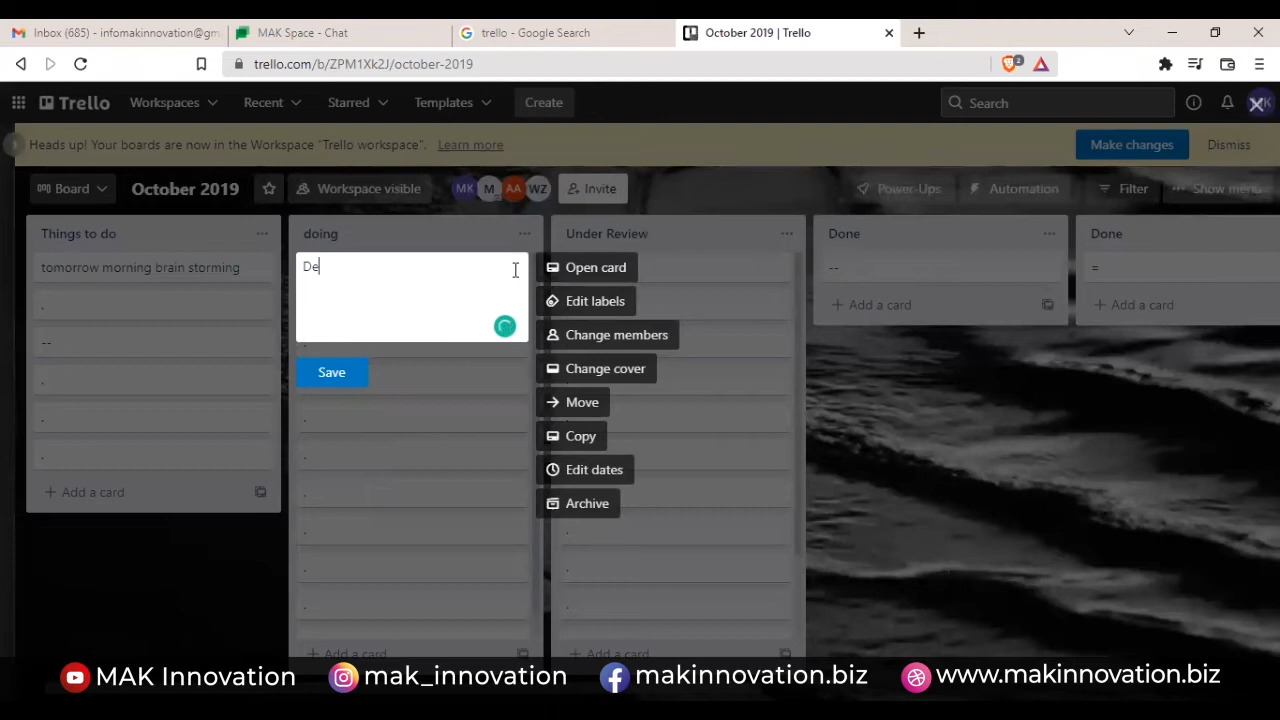 Inbox (685) - infomakinnovation@gm
MAK Space - Chat
trello - Google Search
October 2019 | Trello
trello.com/b/ZPM1Xk2J/october-2019
2
Trello
Workspaces
Recent
Starred
Templates
Create
Search
Heads up! Your boards are now in the Workspace "Trello workspace". Learn more
Make changes
Dismiss
Board
October 2019
Workspace visible
MK
M
AA
WZ
Invite
Power-Ups
Automation
Filter
Show menu
Things to do
doing
Under Review
Done
Done
tomorrow morning brain storming
De
Open card
--
=
.
Edit labels
Add a card
Add a card
--
Change members
Save
Change cover
.
Move
.
Copy
.
Edit dates
Add a card
Archive
Add a card
Add a card
MAK Innovation
mak_innovation
makinnovation.biz
www.makinnovation.biz